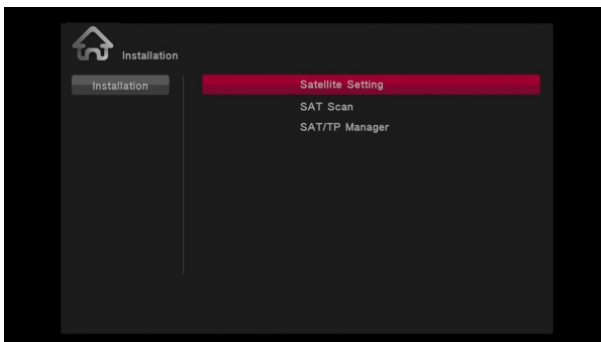 Installation
Installation
Satellite Setting
SAT Scan
SAT/TP Manager